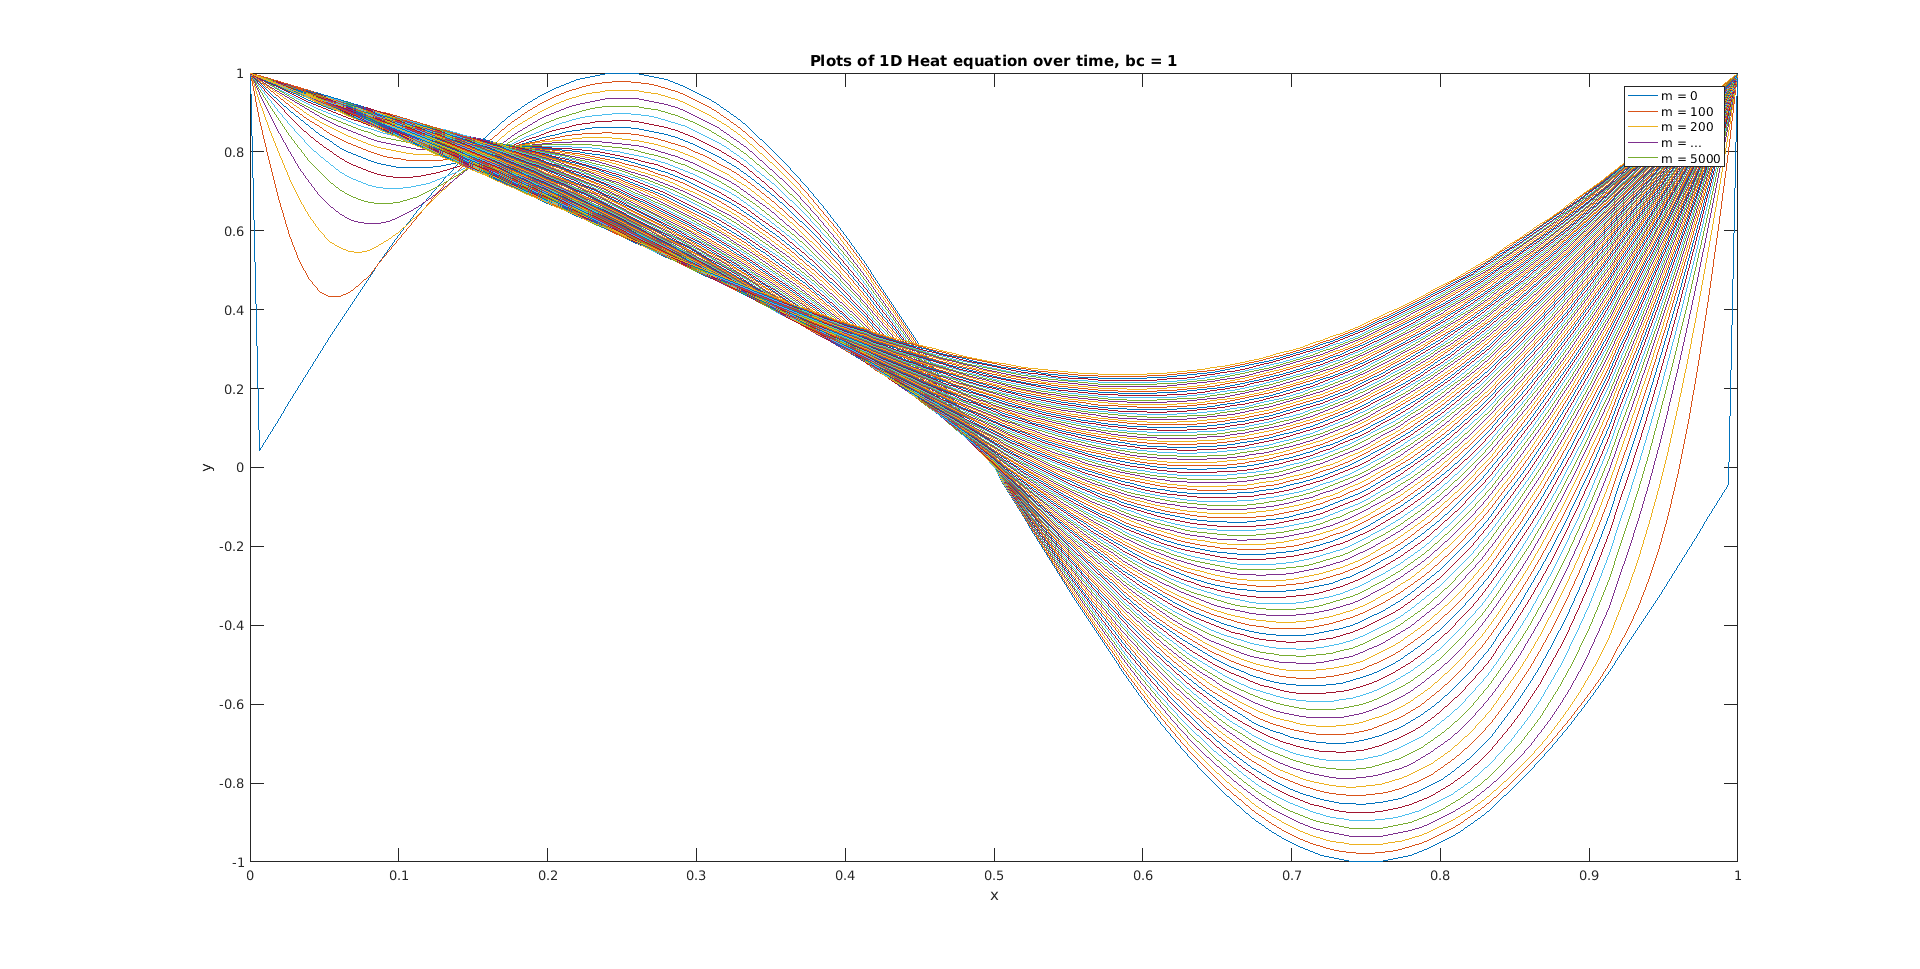 Plots of 1D Heat equation over time, bc = 1
1
0.8
0.6
0.4
0.2
0
-0.2
-0.4
-0.6
-0.8
-1
y
m = 0
m = 100
m = 200
m = ...
m = 5000
0 0.1 0.2 0.3 0.4 0.5 0.6 0.7 0.8 0.9 1
x